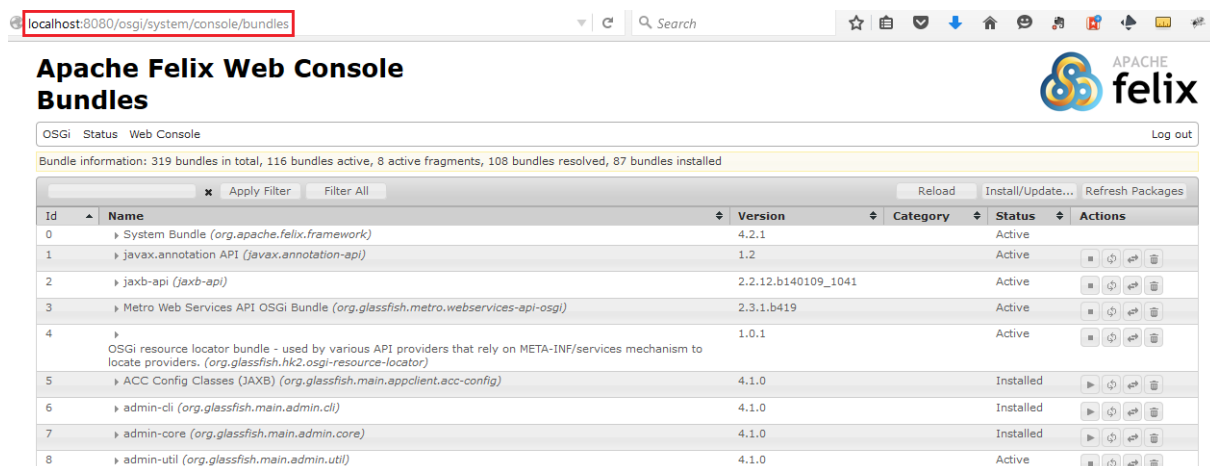 localhost:8080/osgi/system/console/bundles
Search
Apache Felix Web Console
Bundles
APACHE
felix
OSGi Status Web Console Log out
Bundle information: 319 bundles in total, 116 bundles active, 8 active fragments, 108 bundles resolved, 87 bundles installed
Apply Filter Filter All Reload Install/Update... Refresh Packages
Id Name Version Category Status Actions
0 System Bundle (org.apache.felix.framework) 4.2.1 Active
1 javax.annotation API (javax.annotation-api) 1.2 Active
2 jaxb-api (jaxb-api) 2.2.12.b140109_1041 Active
3 Metro Web Services API OSGi Bundle (org.glassfish.metro.webservices-api-osgi) 2.3.1.b419 Active
4 1.0.1 Active
OSGi resource locator bundle - used by various API providers that rely on META-INF/services mechanism to
locate providers. (org.glassfish.hk2.osgi-resource-locator)
5 ACC Config Classes (JAXB) (org.glassfish.main.appclient.acc-config) 4.1.0 Installed
6 admin-cli (org.glassfish.main.admin.cli) 4.1.0 Installed
7 admin-core (org.glassfish.main.admin.core) 4.1.0 Installed
8 admin-util (org.glassfish.main.admin.util) 4.1.0 Active